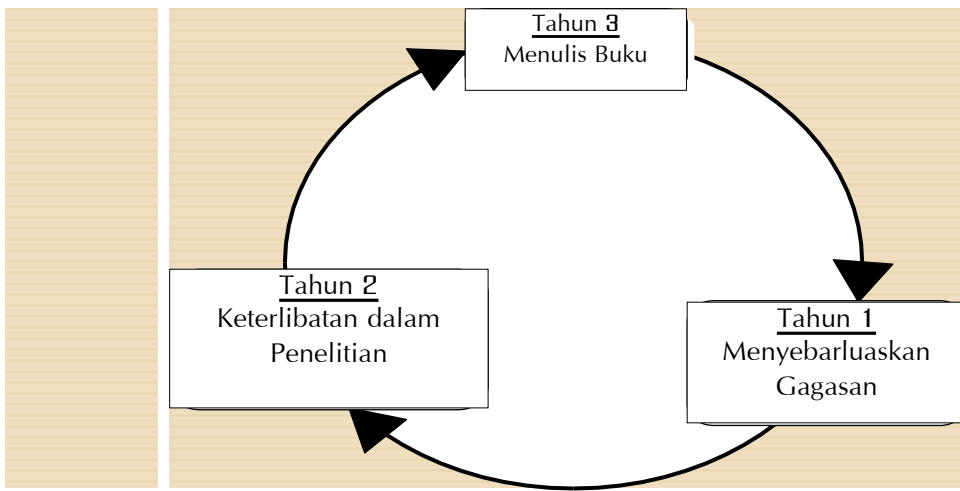 Tahun 3
Menulis Buku
Tahun 2
Keterlibatan dalam
Penelitian
Tahun 1
Menyebarluaskan
Gagasan